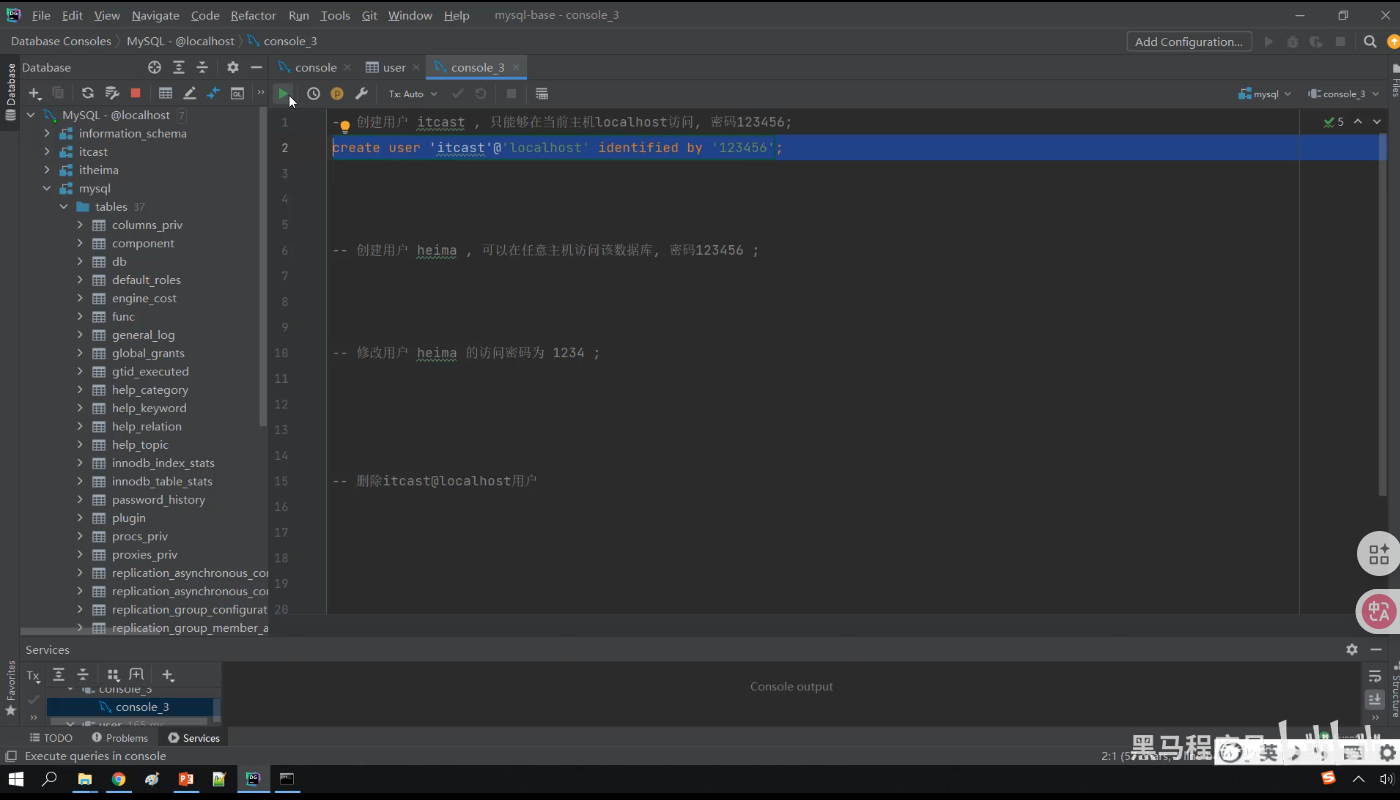 File Edit View Navigate Code Refactor Run Tools Git Window Help mysql-base - console_3
Database Consoles MySQL - @localhost console_3 Add Configuration...
Database console user console_3
Tx: Auto mysql console_3
MySQL - @localhost 7
information_schema
itcast
itheima
mysql
tables 37
columns_priv
component
db
default_roles
engine_cost
func
general_log
global_grants
gtid_executed
help_category
help_keyword
help_relation
help_topic
innodb_index_stats
innodb_table_stats
password_history
plugin
procs_priv
proxies_priv
replication_asynchronous_co
replication_asynchronous_co
replication_group_configurat
replication_group_member_a
1 - 创建用户 itcast , 只能够在当前主机localhost访问, 密码123456;
2 create user 'itcast'@'localhost' identified by '123456';
3
4
5
6 -- 创建用户 heima , 可以在任意主机访问该数据库, 密码123456 ;
7
8
9
10 -- 修改用户 heima 的访问密码为 1234 ;
11
12
13
14
15 -- 删除itcast@localhost用户
16
17
18
19
20
5
Database
Files
Favorites
Structure
Services
Tx
console_3
console_3
user 165 ms
Console output
TODO Problems Services
Execute queries in console
2:1
黑马程序员
英
中A